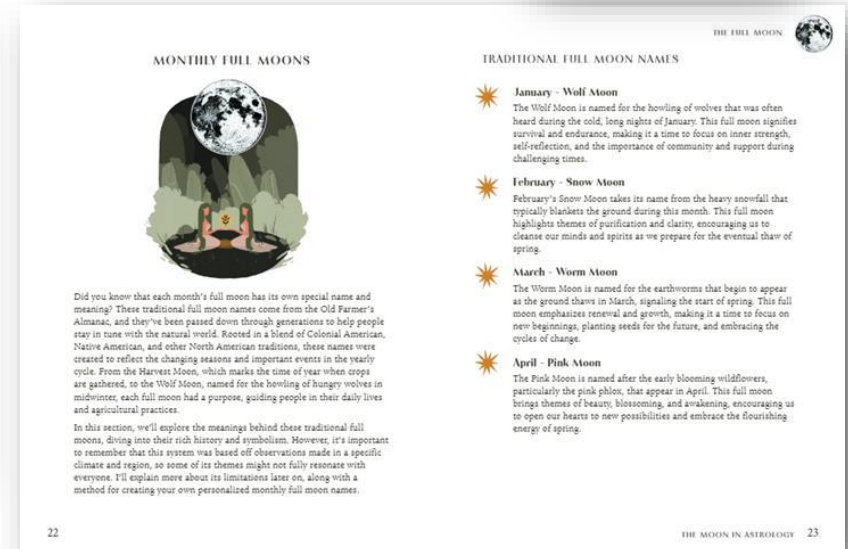 MONTHLY FULL MOONS
Did you know that each month's full moon has its own special name and
meaning? These traditional full moon names come from the Old Farmer's
Almanac, and they've been passed down through generations to help people
stay in tune with the natural world. Rooted in a blend of Colonial American,
Native American, and other North American traditions, these names were
created to reflect the changing seasons and important events in the yearly
cycle. From the Harvest Moon, which marks the time of year when crops
are gathered, to the Wolf Moon, named for the howling of hungry wolves in
midwinter, each full moon had a purpose, guiding people in their daily lives
and agricultural practices.
In this section, we'll explore the meanings behind these traditional full
moons, diving into their rich history and symbolism. However, it's important
to remember that this system was based off observations made in a specific
climate and region, so some of its themes might not fully resonate with
everyone. I'll explain more about its limitations later on, along with a
method for creating your own personalized monthly full moon names.
22
THE FULL MOON
TRADITIONAL FULL MOON NAMES
January - Wolf Moon
The Wolf Moon is named for the howling of wolves that was often
heard during the cold, long nights of January. This full moon signifies
survival and endurance, making it a time to focus on inner strength,
self-reflection, and the importance of community and support during
challenging times.
February - Snow Moon
February's Snow Moon takes its name from the heavy snowfall that
typically blankets the ground during this month. This full moon
highlights themes of purification and clarity, encouraging us to
cleanse our minds and spirits as we prepare for the eventual thaw of
spring.
March - Worm Moon
The Worm Moon is named for the earthworms that begin to appear
as the ground thaws in March, signaling the start of spring. This full
moon emphasizes renewal and growth, making it a time to focus on
new beginnings, planting seeds for the future, and embracing the
cycles of change.
April - Pink Moon
The Pink Moon is named after the early blooming wildflowers,
particularly the pink phlox, that appear in April. This full moon
brings themes of beauty, blossoming, and awakening, encouraging us
to open our hearts to new possibilities and embrace the flourishing
energy of spring.
THE MOON IN ASTROLOGY 23